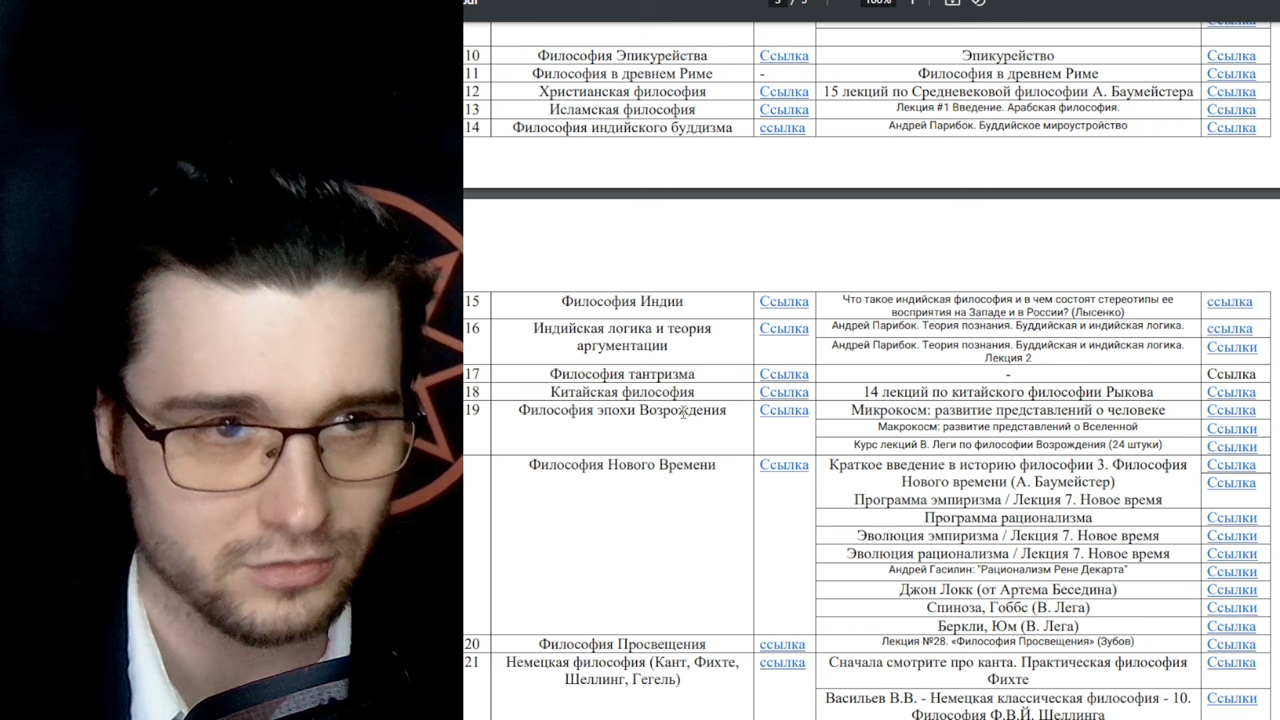 100%
10 Философия Эпикурейства Ссылка Эпикурейство Ссылка
11 Философия в древнем Риме - Философия в древнем Риме Ссылка
12 Христианская философия Ссылка 15 лекций по Средневековой философии А. Баумейстера Ссылка
13 Исламская философия Ссылка Лекция #1 Введение. Арабская философия. Ссылка
14 Философия индийского буддизма ссылка Андрей Парибок. Буддийское мироустройство Ссылка
15 Философия Индии Ссылка Что такое индийская философия и в чем состоят стереотипы ее ссылка
восприятия на Западе и в России? (Лысенко)
16 Индийская логика и теория Ссылка Андрей Парибок. Теория познания. Буддийская и индийская логика. ссылка
аргументации Андрей Парибок. Теория познания. Буддийская и индийская логика. Ссылки
Лекция 2
17 Философия тантризма Ссылка - Ссылка
18 Китайская философия Ссылка 14 лекций по китайского философии Рыкова Ссылка
19 Философия эпохи Возрождения Ссылка Микрокосм: развитие представлений о человеке Ссылка
Макрокосм: развитие представлений о Вселенной Ссылки
Курс лекций В. Леги по философии Возрождения (24 штуки) Ссылки
Философия Нового Времени Ссылка Краткое введение в историю философии 3. Философия Ссылка
Нового времени (А. Баумейстер) Ссылка
Программа эмпиризма / Лекция 7. Новое время
Программа рационализма Ссылки
Эволюция эмпиризма / Лекция 7. Новое время Ссылки
Эволюция рационализма / Лекция 7. Новое время Ссылки
Андрей Гасилин: "Рационализм Рене Декарта" Ссылки
Джон Локк (от Артема Беседина) Ссылка
Спиноза, Гоббс (В. Лега) Ссылки
Беркли, Юм (В. Лега) Ссылка
20 Философия Просвещения ссылка Лекция №28. «Философия Просвещения» (Зубов) Ссылка
21 Немецкая философия (Кант, Фихте, ссылка Сначала смотрите про канта. Практическая философия Ссылка
Шеллинг, Гегель) Фихте
Васильев В.В. - Немецкая классическая философия - 10. Ссылки
Философия Ф.В.Й. Шеллинга